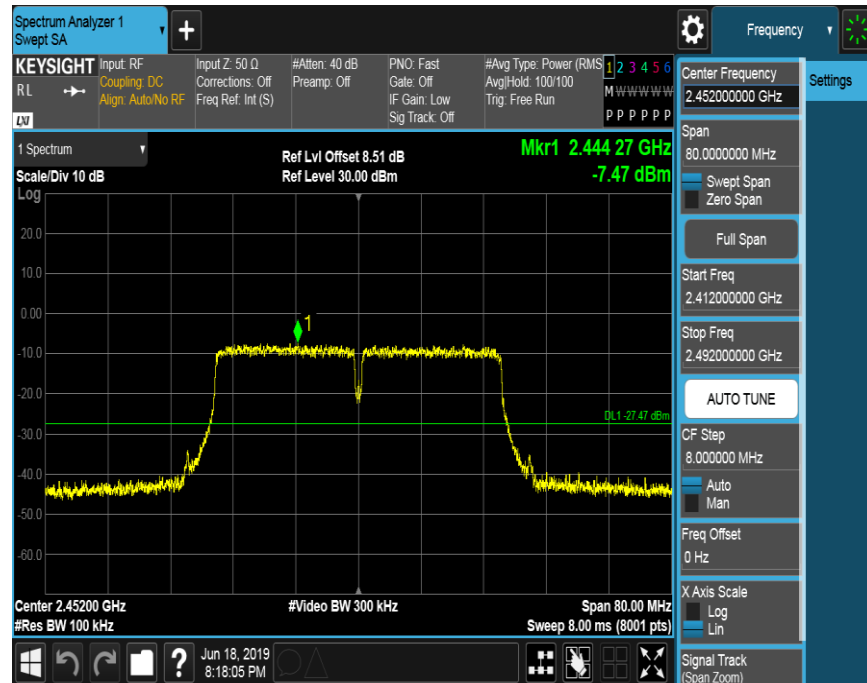 Spectrum Analyzer 1
Swept SA
+
Frequency
KEYSIGHT
RL
LXI
Input: RF
Coupling: DC
Align: Auto/No RF
Input Z: 50 Ω
Corrections: Off
Freq Ref: Int (S)
#Atten: 40 dB
Preamp: Off
PNO: Fast
Gate: Off
IF Gain: Low
Sig Track: Off
#Avg Type: Power (RMS
Avg|Hold: 100/100
Trig: Free Run
1 2 3 4 5 6
M W W W W W
P P P P P P
1 Spectrum
Scale/Div 10 dB
Log
Ref Lvl Offset 8.51 dB
Ref Level 30.00 dBm
Mkr1 2.444 27 GHz
-7.47 dBm
20.0
10.0
0.00
-10.0
-20.0
-30.0
-40.0
-50.0
-60.0
1
DL1 -27.47 dBm
Center 2.45200 GHz
#Res BW 100 kHz
#Video BW 300 kHz
Span 80.00 MHz
Sweep 8.00 ms (8001 pts)
?
Jun 18, 2019
8:18:05 PM
Center Frequency
2.452000000 GHz
Span
80.0000000 MHz
Swept Span
Zero Span
Full Span
Start Freq
2.412000000 GHz
Stop Freq
2.492000000 GHz
AUTO TUNE
CF Step
8.000000 MHz
Auto
Man
Freq Offset
0 Hz
X Axis Scale
Log
Lin
Signal Track
(Span Zoom)
Settings